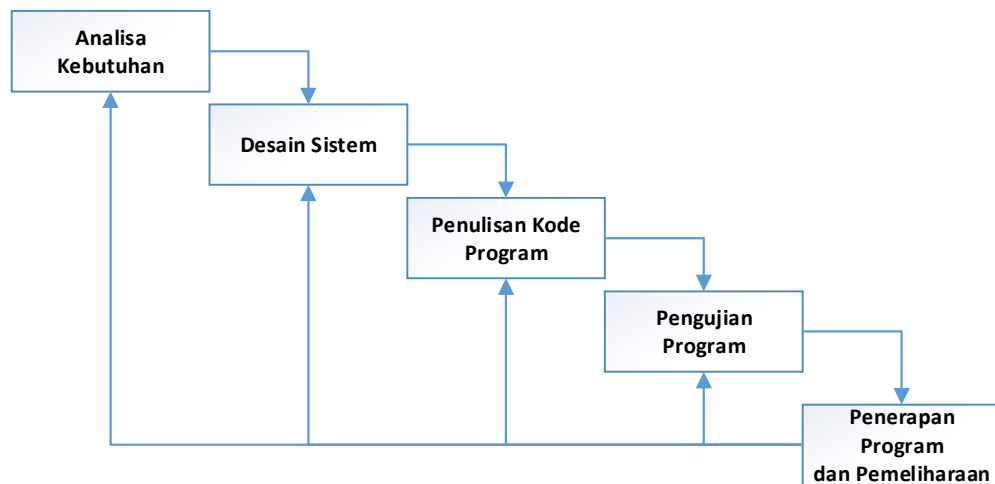 Analisa
Kebutuhan
Desain Sistem
Penulisan Kode
Program
Pengujian
Program
Penerapan
Program
dan Pemeliharaan